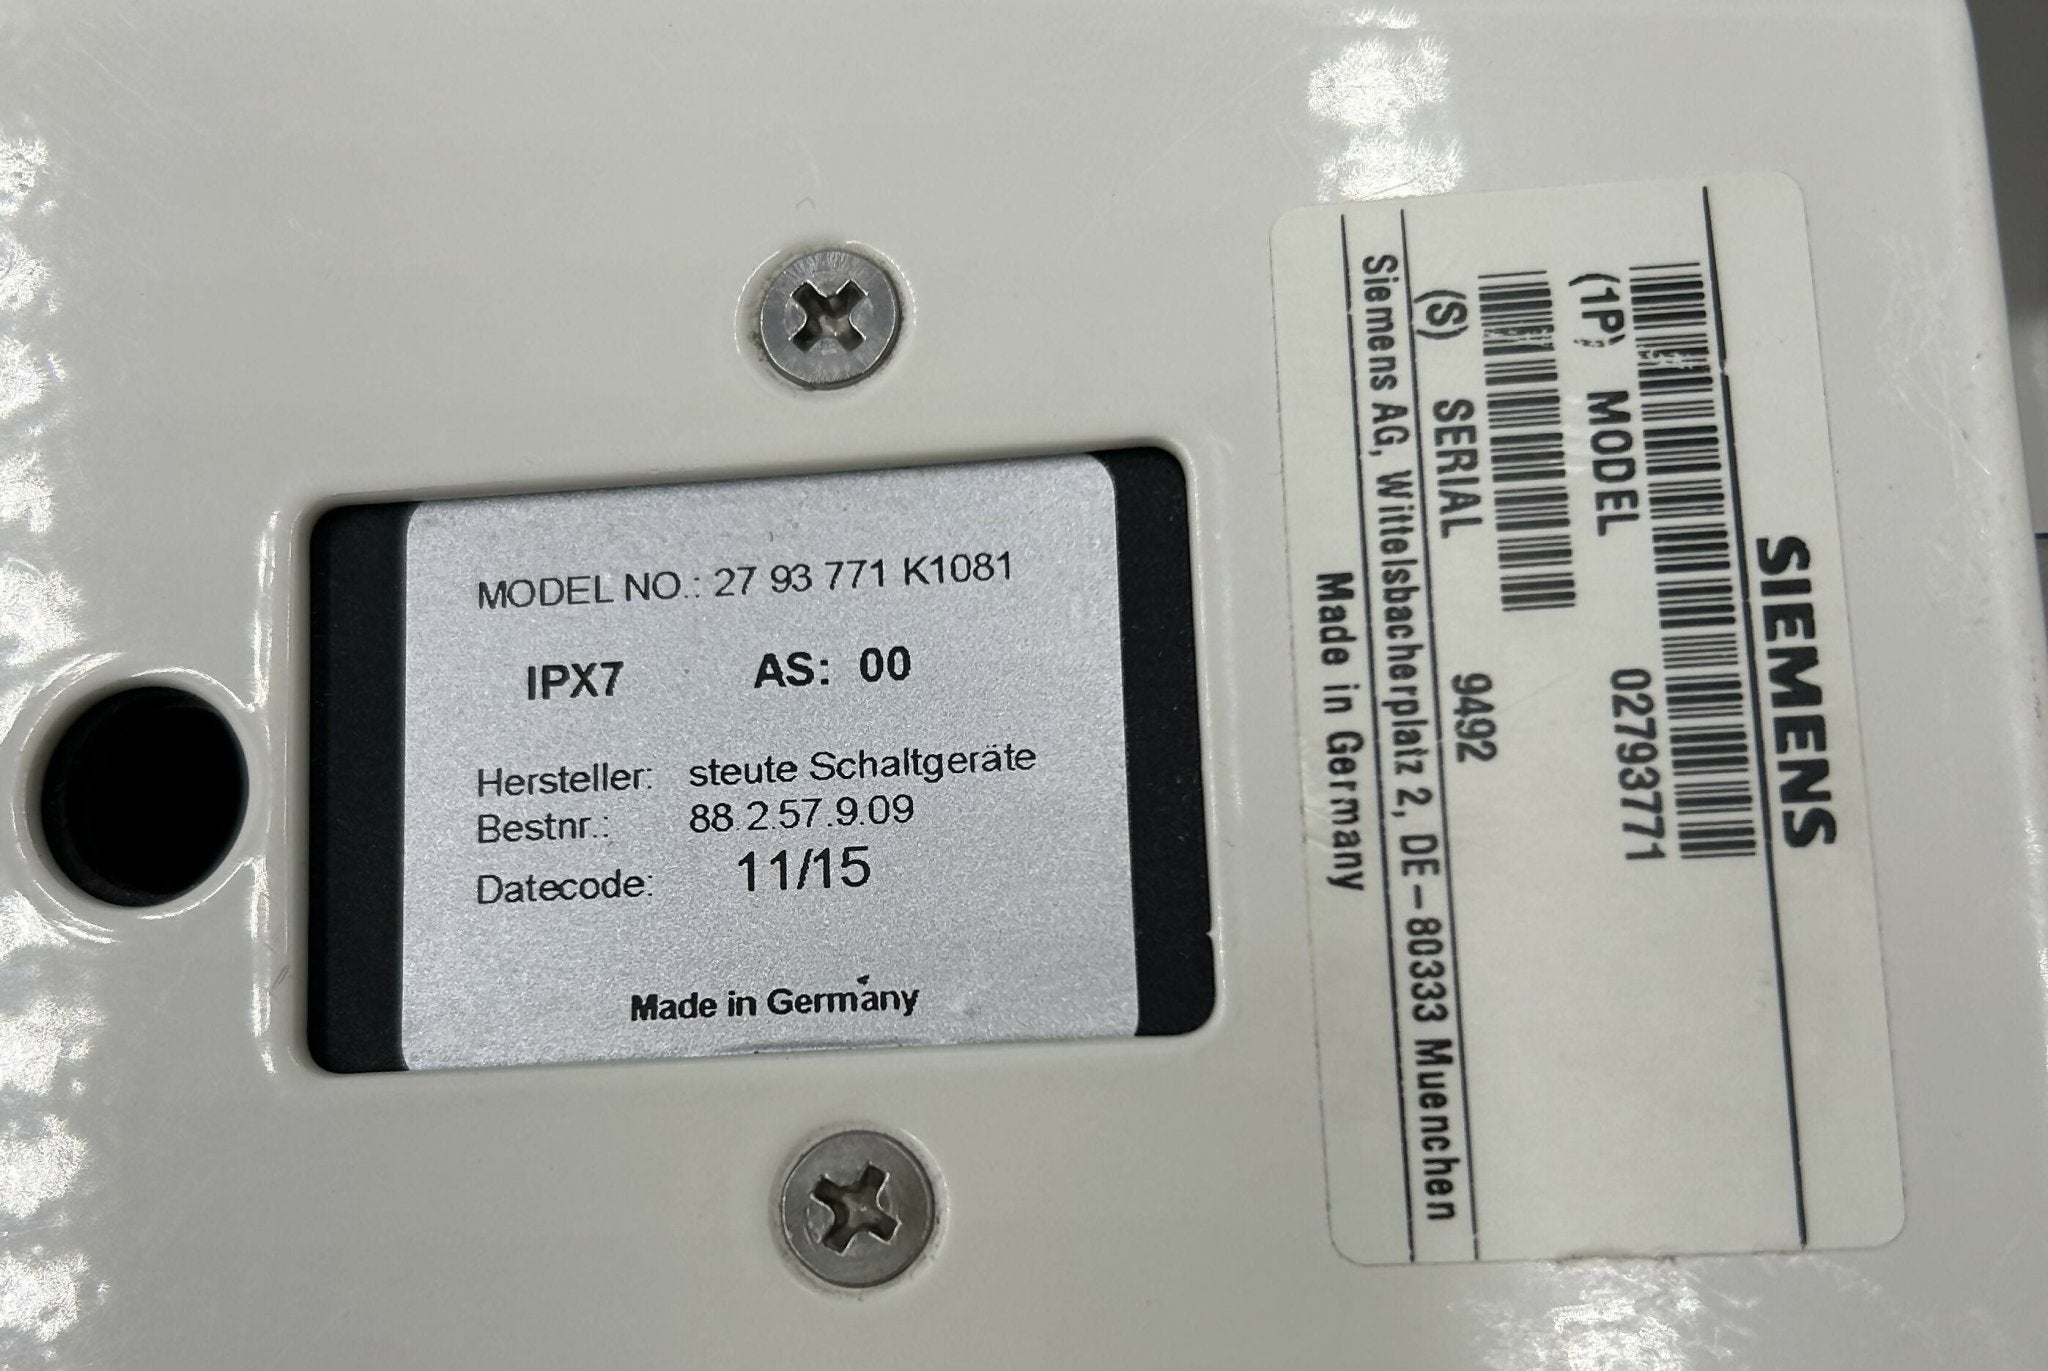 MODEL NO.: 27 93 771 K1081
IPX7 AS: 00
Hersteller: steute Schaltgeräte
Bestnr.: 88.2.57.9.09
Datecode: 11/15
Made in Germany
SIEMENS
(1P) MODEL 02793771
(S) SERIAL 9492
Siemens AG, Wittelsbacherplatz 2, DE-80333 Muenchen
Made in Germany